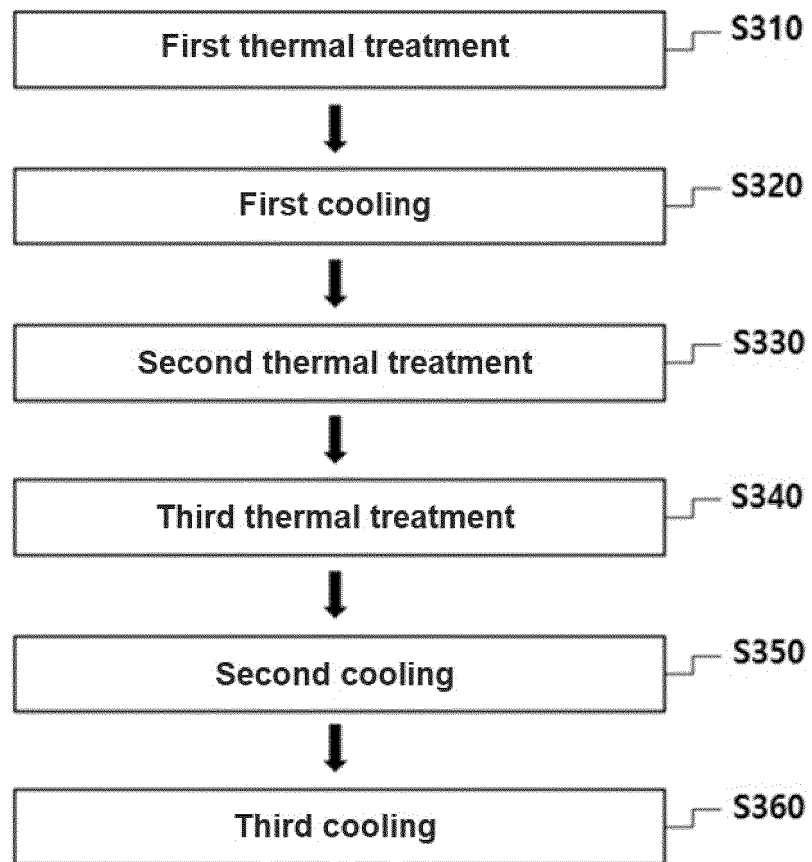 First thermal treatment
S310
First cooling
S320
Second thermal treatment
S330
Third thermal treatment
S340
Second cooling
S350
Third cooling
S360